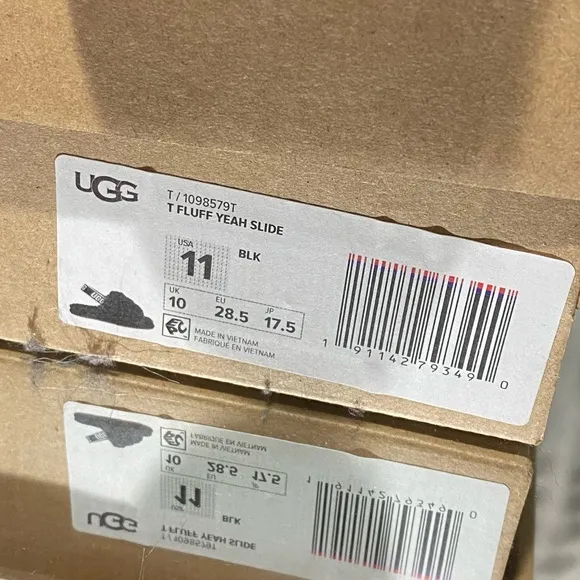 UGG
T / 1098579T
T FLUFF YEAH SLIDE
USA
11
BLK
UK EU JP
10 28.5 17.5
MADE IN VIETNAM
FABRIQUE EN VIETNAM
1 91142 79349 0